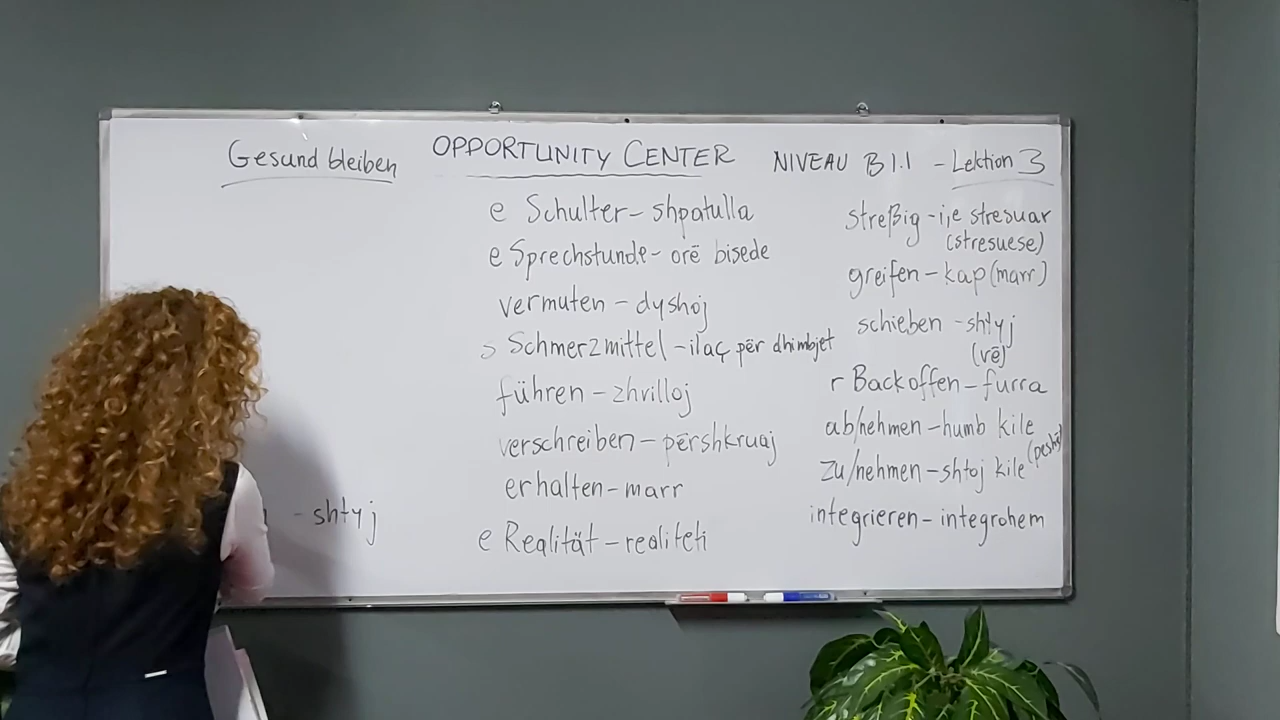 Gesund bleiben
OPPORTUNITY CENTER
NIVEAU B1.1 - Lektion 3
- shtyj
e Schulter - shpatulla
e Sprechstunde - orë bisede
vermuten - dyshoj
s Schmerzmittel - ilaç për dhimbjet
führen - zhvilloj
verschreiben - përshkruaj
erhalten - marr
e Realität - realiteti
streßig - i,e stresuar
(stresuese)
greifen - kap (marr)
schieben - shtyj
(vë)
r Backoffen - furra
ab/nehmen - humb kile
zu/nehmen - shtoj kile (peshë)
integrieren - integrohem